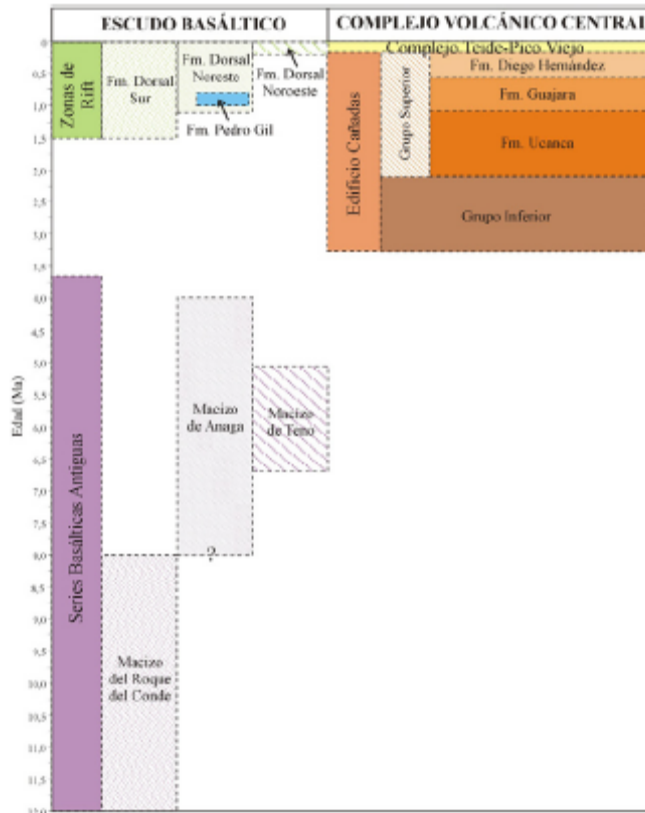 ESCUDO BASÁLTICO
COMPLEJO VOLCÁNICO CENTRAL
Complejo Teide-Pico Viejo
Zonas de
Rift
Fm. Dorsal
Sur
Fm. Dorsal
Noreste
Fm. Dorsal
Noroeste
Fm. Pedro Gil
Edificio Cañadas
Grupo Superior
Fm. Diego Hernández
Fm. Guajara
Fm. Ucanca
Grupo Inferior
Edad (Ma)
0
0,5
1,0
1,5
2,0
2,5
3,0
3,5
4,0
4,5
5,0
5,5
6,0
6,5
7,0
7,5
8,0
8,5
9,0
9,5
10,0
10,5
11,0
11,5
12,0
Series Basálticas Antiguas
Macizo
de Anaga
?
Macizo
de Teno
Macizo
del Roque
del Conde